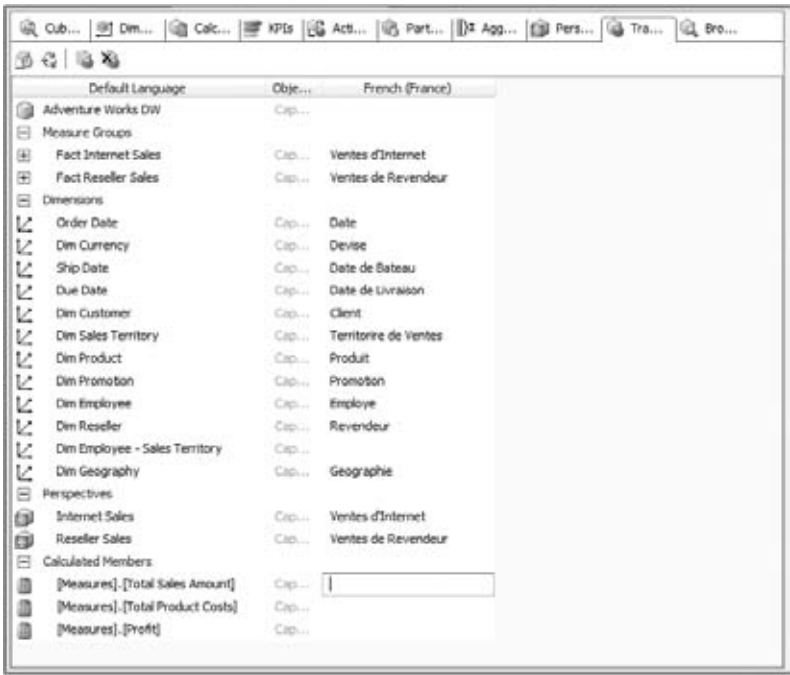 Cub... Dim... Calc... KPIs Acti... Part... Agg... Pers... Tra... Bro...
Default Language Obje... French (France)
Adventure Works DW Cap...
Measure Groups
Fact Internet Sales Cap... Ventes d'Internet
Fact Reseller Sales Cap... Ventes de Revendeur
Dimensions
Order Date Cap... Date
Dim Currency Cap... Devise
Ship Date Cap... Date de Bateau
Due Date Cap... Date de Livraison
Dim Customer Cap... Client
Dim Sales Territory Cap... Territorire de Ventes
Dim Product Cap... Produit
Dim Promotion Cap... Promotion
Dim Employee Cap... Employe
Dim Reseller Cap... Revendeur
Dim Employee - Sales Territory Cap...
Dim Geography Cap... Geographie
Perspectives
Internet Sales Cap... Ventes d'Internet
Reseller Sales Cap... Ventes de Revendeur
Calculated Members
[Measures].[Total Sales Amount] Cap...
[Measures].[Total Product Costs] Cap...
[Measures].[Profit] Cap...